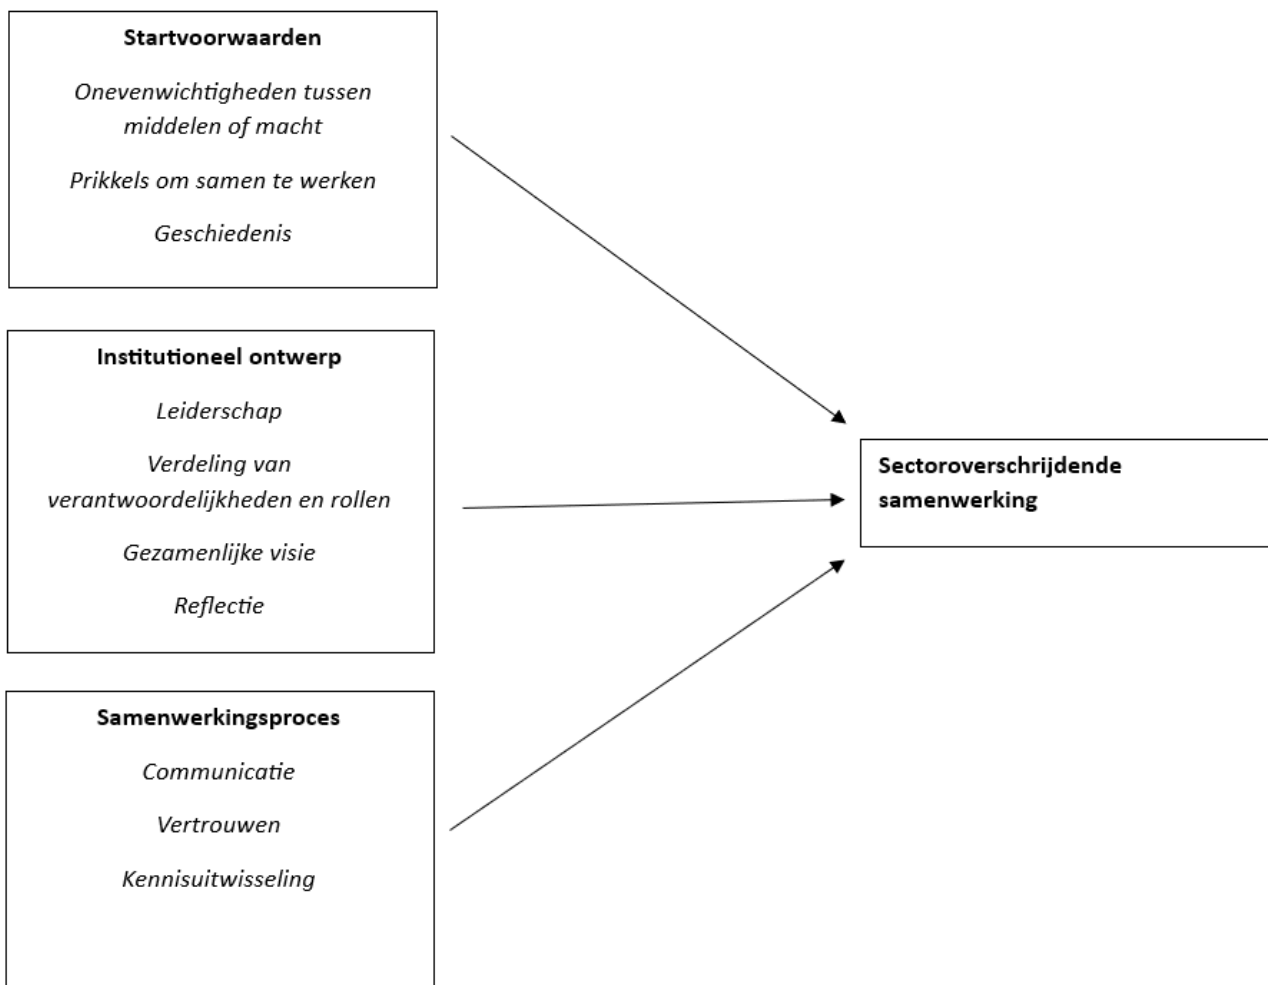 Startvoorwaarden
Onevenwichtigheden tussen
middelen of macht
Prikkels om samen te werken
Geschiedenis
Institutioneel ontwerp
Leiderschap
Verdeling van
verantwoordelijkheden en rollen
Gezamenlijke visie
Reflectie
Samenwerkingsproces
Communicatie
Vertrouwen
Kennisuitwisseling
Sectoroverschrijdende
samenwerking